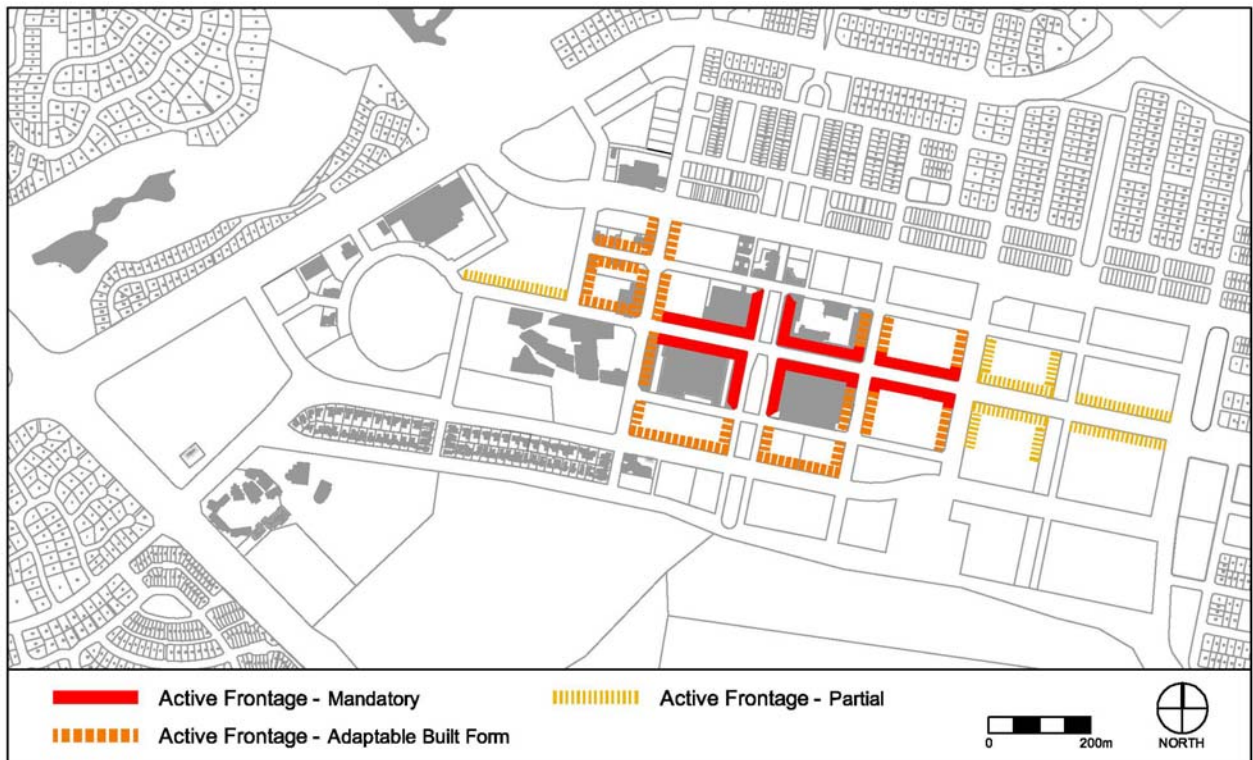 Active Frontage - Mandatory
Active Frontage - Partial
Active Frontage - Adaptable Built Form
0 200m
NORTH